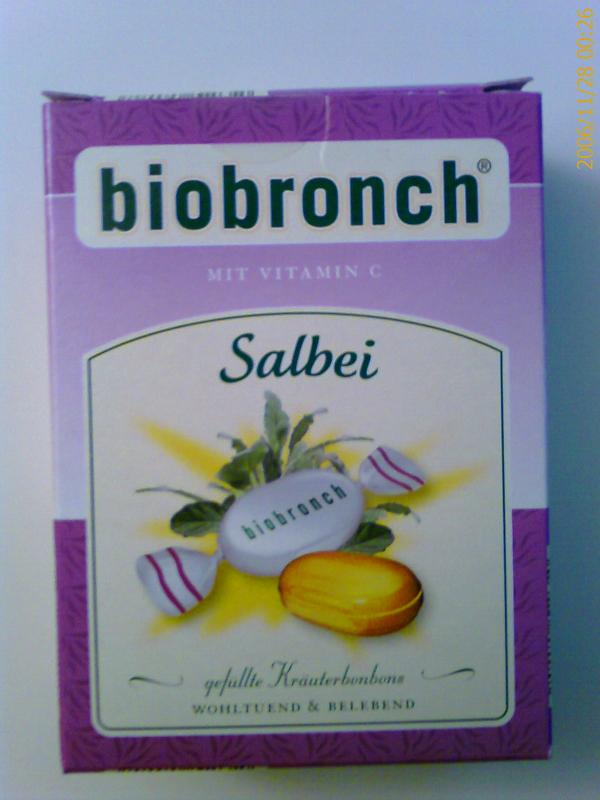 2006/11/28 00:26
biobronch®
MIT VITAMIN C
Salbei
biobronch
gefüllte Kräuterbonbons
WOHLTUEND & BELEBEND